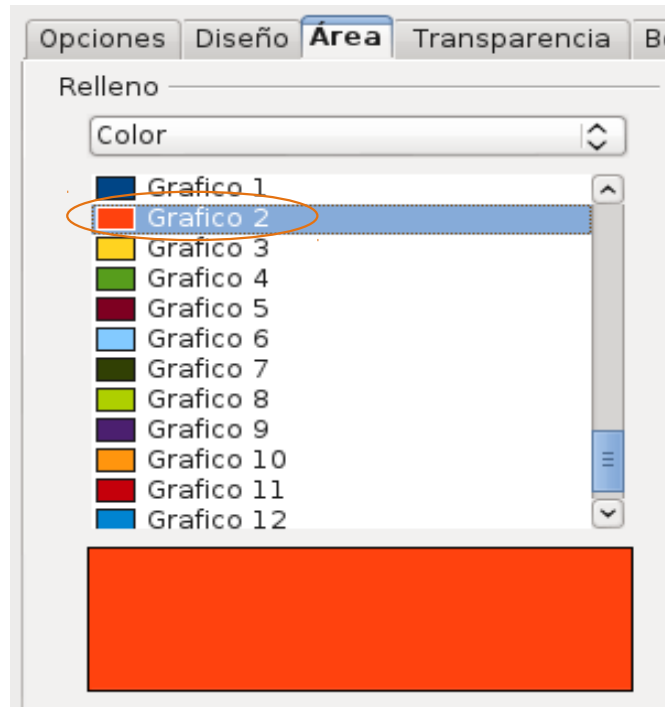 Opciones Diseño Área Transparencia
Relleno
Color
Grafico 1
Grafico 2
Grafico 3
Grafico 4
Grafico 5
Grafico 6
Grafico 7
Grafico 8
Grafico 9
Grafico 10
Grafico 11
Grafico 12